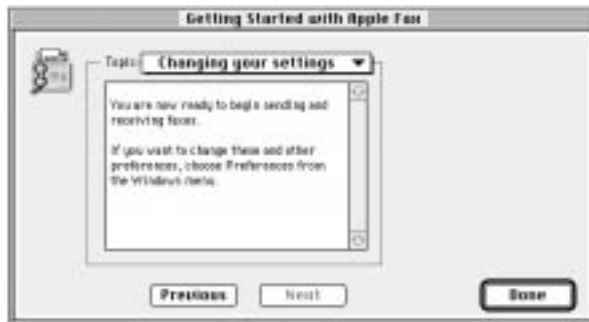 Getting Started with Apple Fax
Topic: Changing your settings
You are now ready to begin sending and
receiving faxes.
If you want to change these and other
preferences, choose Preferences from
the Windows menu.
Previous
Next
Done